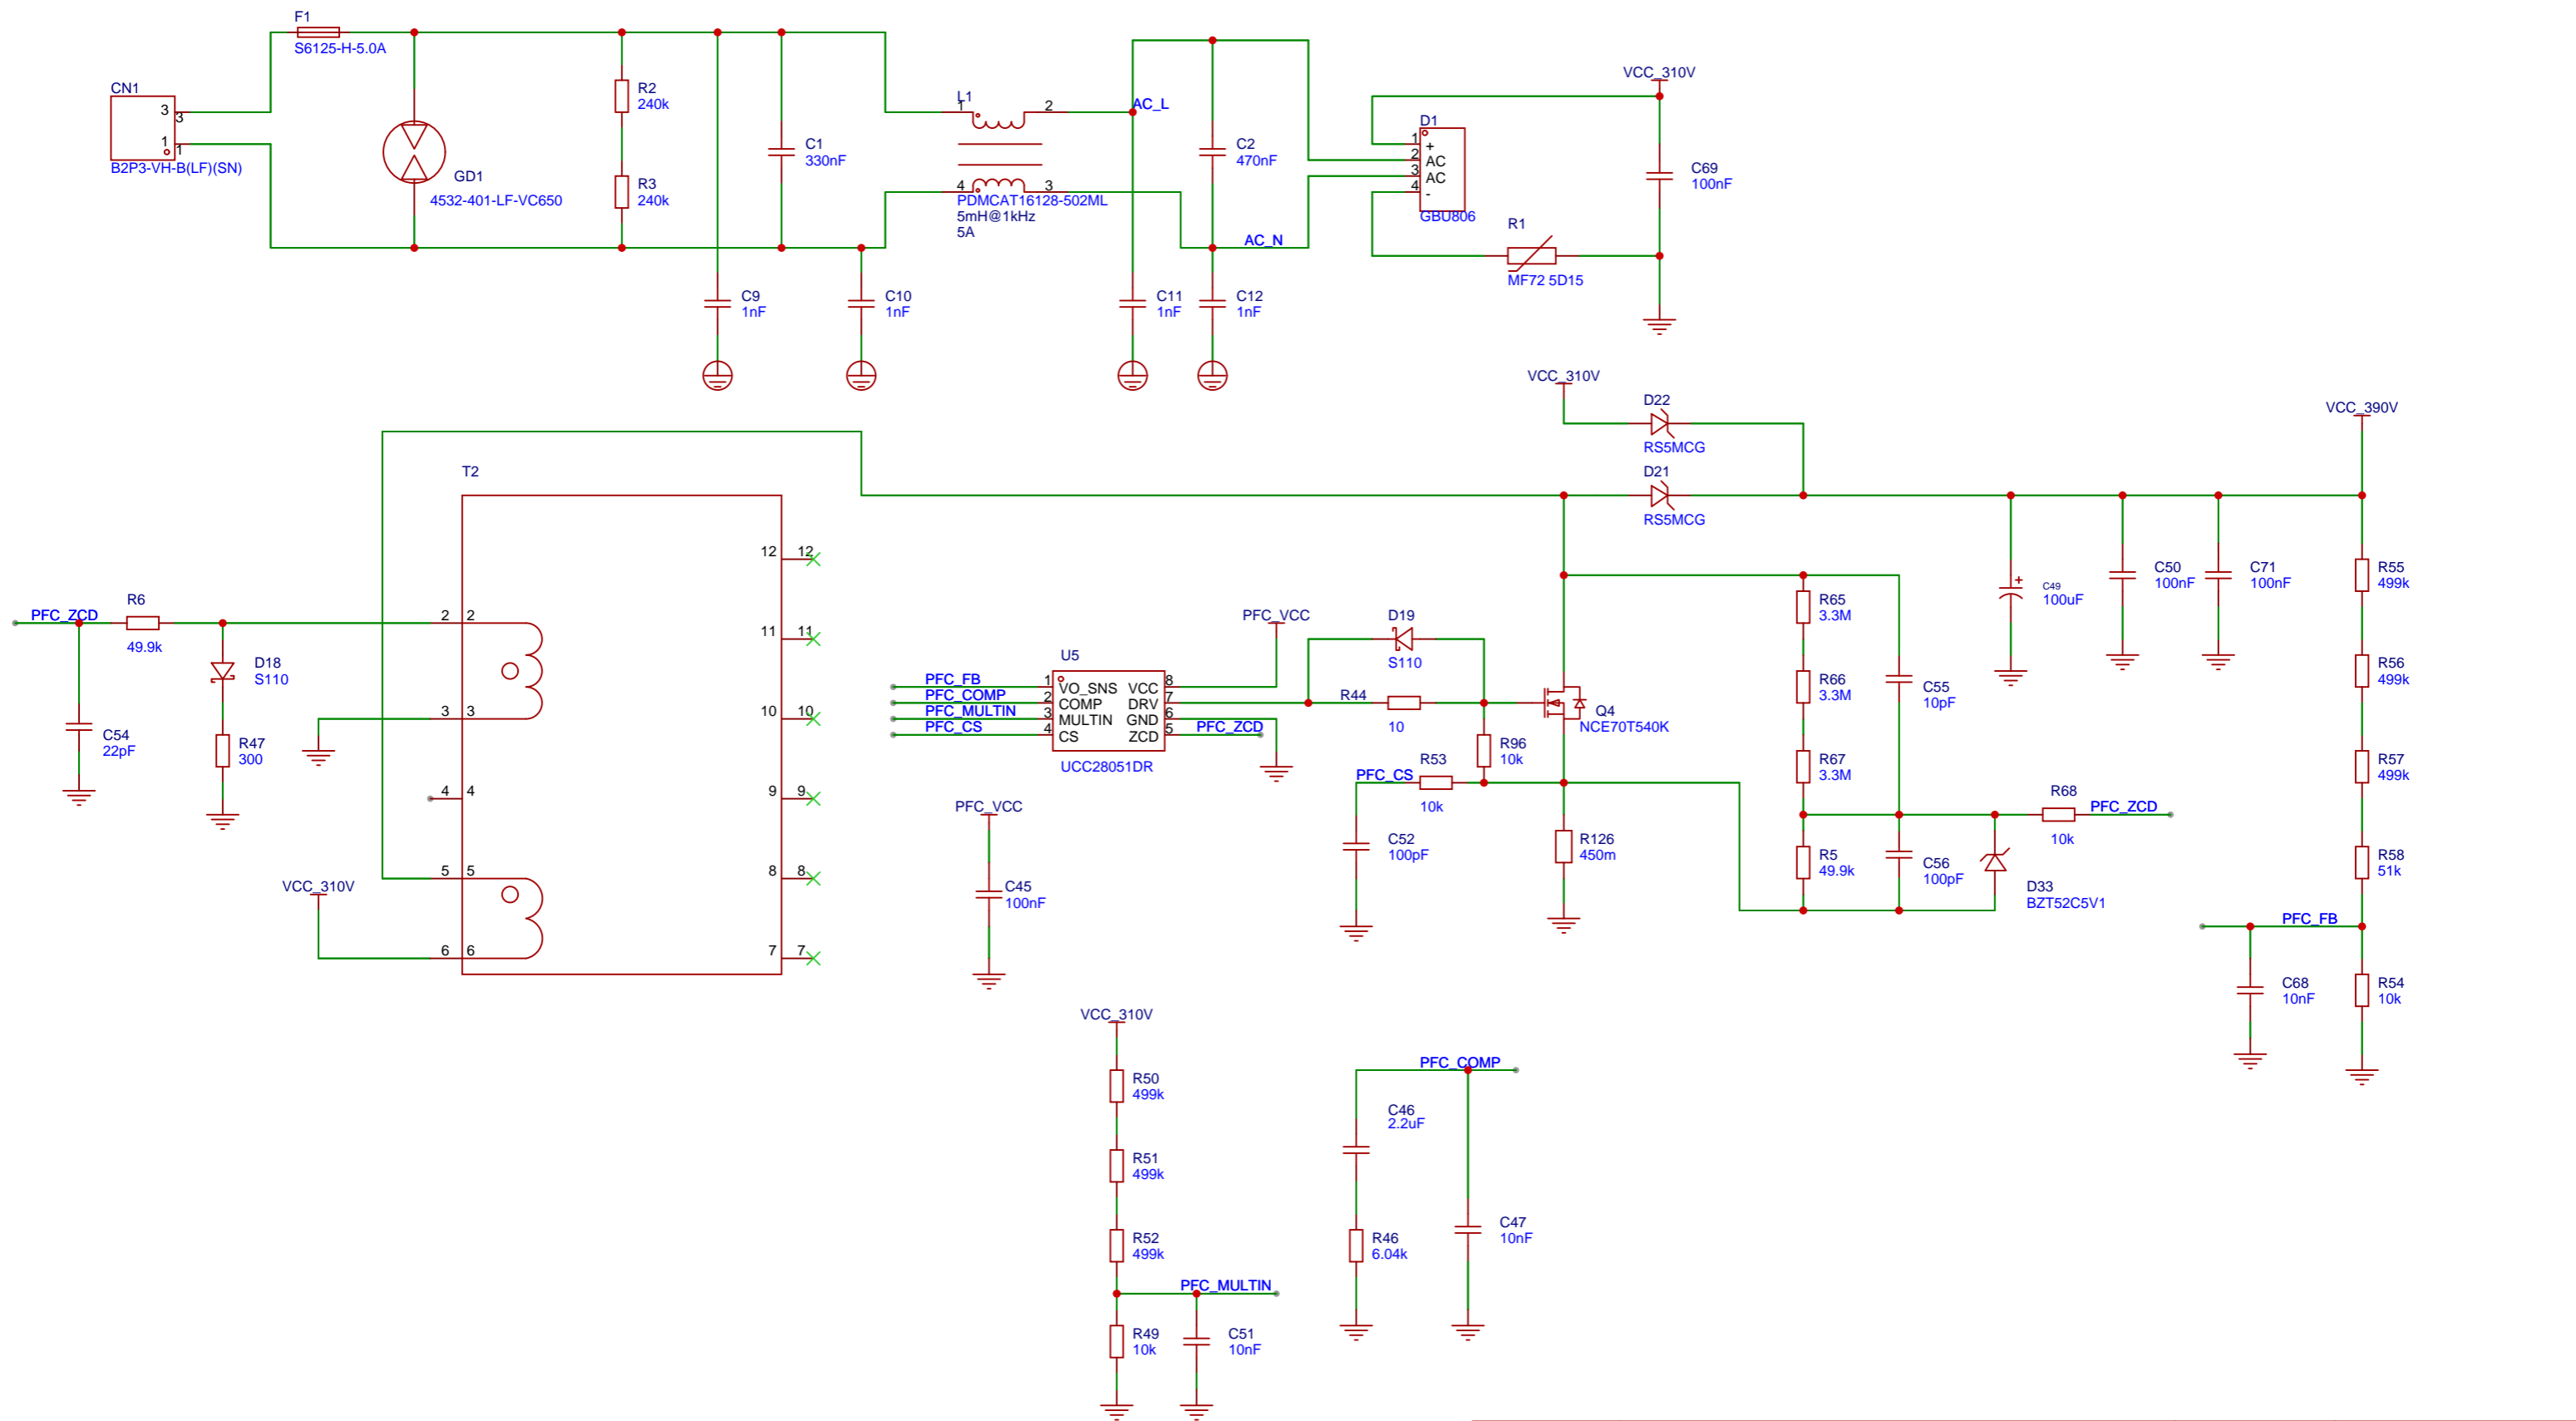 F1
S6125-H-5.0A
CN1
3
3
1
1
B2P3-VH-B(LF)(SN)
GD1
4532-401-LF-VC650
R2
240k
R3
240k
C1
330nF
C9
1nF
C10
1nF
L1
1
2
4
3
PDMCAT16128-502ML
5mH@1kHz
5A
AC_L
C2
470nF
AC_N
C11
1nF
C12
1nF
D1
1
+
2
AC
3
AC
4
-
GBU806
VCC_310V
C69
100nF
R1
MF72 5D15
VCC_310V
D22
RS5MCG
D21
RS5MCG
VCC_390V
T2
12
12
11
11
10
10
9
9
8
8
7
7
2
2
3
3
4
4
5
5
6
6
PFC_ZCD
R6
49.9k
D18
S110
C54
22pF
R47
300
VCC_310V
U5
PFC_FB
1
VO_SNS
VCC
8
PFC_COMP
2
COMP
DRV
7
PFC_MULTIN
3
MULTIN
GND
6
PFC_CS
4
CS
ZCD
5
PFC_ZCD
UCC28051DR
PFC_VCC
D19
S110
R44
10
R96
10k
Q4
NCE70T540K
PFC_CS
R53
10k
C52
100pF
R126
450m
PFC_VCC
C45
100nF
R65
3.3M
R66
3.3M
R67
3.3M
C55
10pF
R5
49.9k
C56
100pF
D33
BZT52C5V1
R68
10k
PFC_ZCD
+
C49
100uF
C50
100nF
C71
100nF
R55
499k
R56
499k
R57
499k
R58
51k
PFC_FB
C68
10nF
R54
10k
VCC_310V
R50
499k
R51
499k
R52
499k
PFC_MULTIN
R49
10k
C51
10nF
PFC_COMP
C46
2.2uF
R46
6.04k
C47
10nF